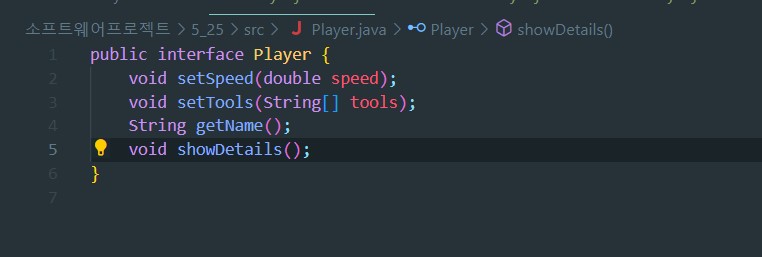 소프트웨어프로젝트 > 5_25 > src > J Player.java > Player > showDetails()
1 public interface Player {
2 void setSpeed(double speed);
3 void setTools(String[] tools);
4 String getName();
5 void showDetails();
6 }
7